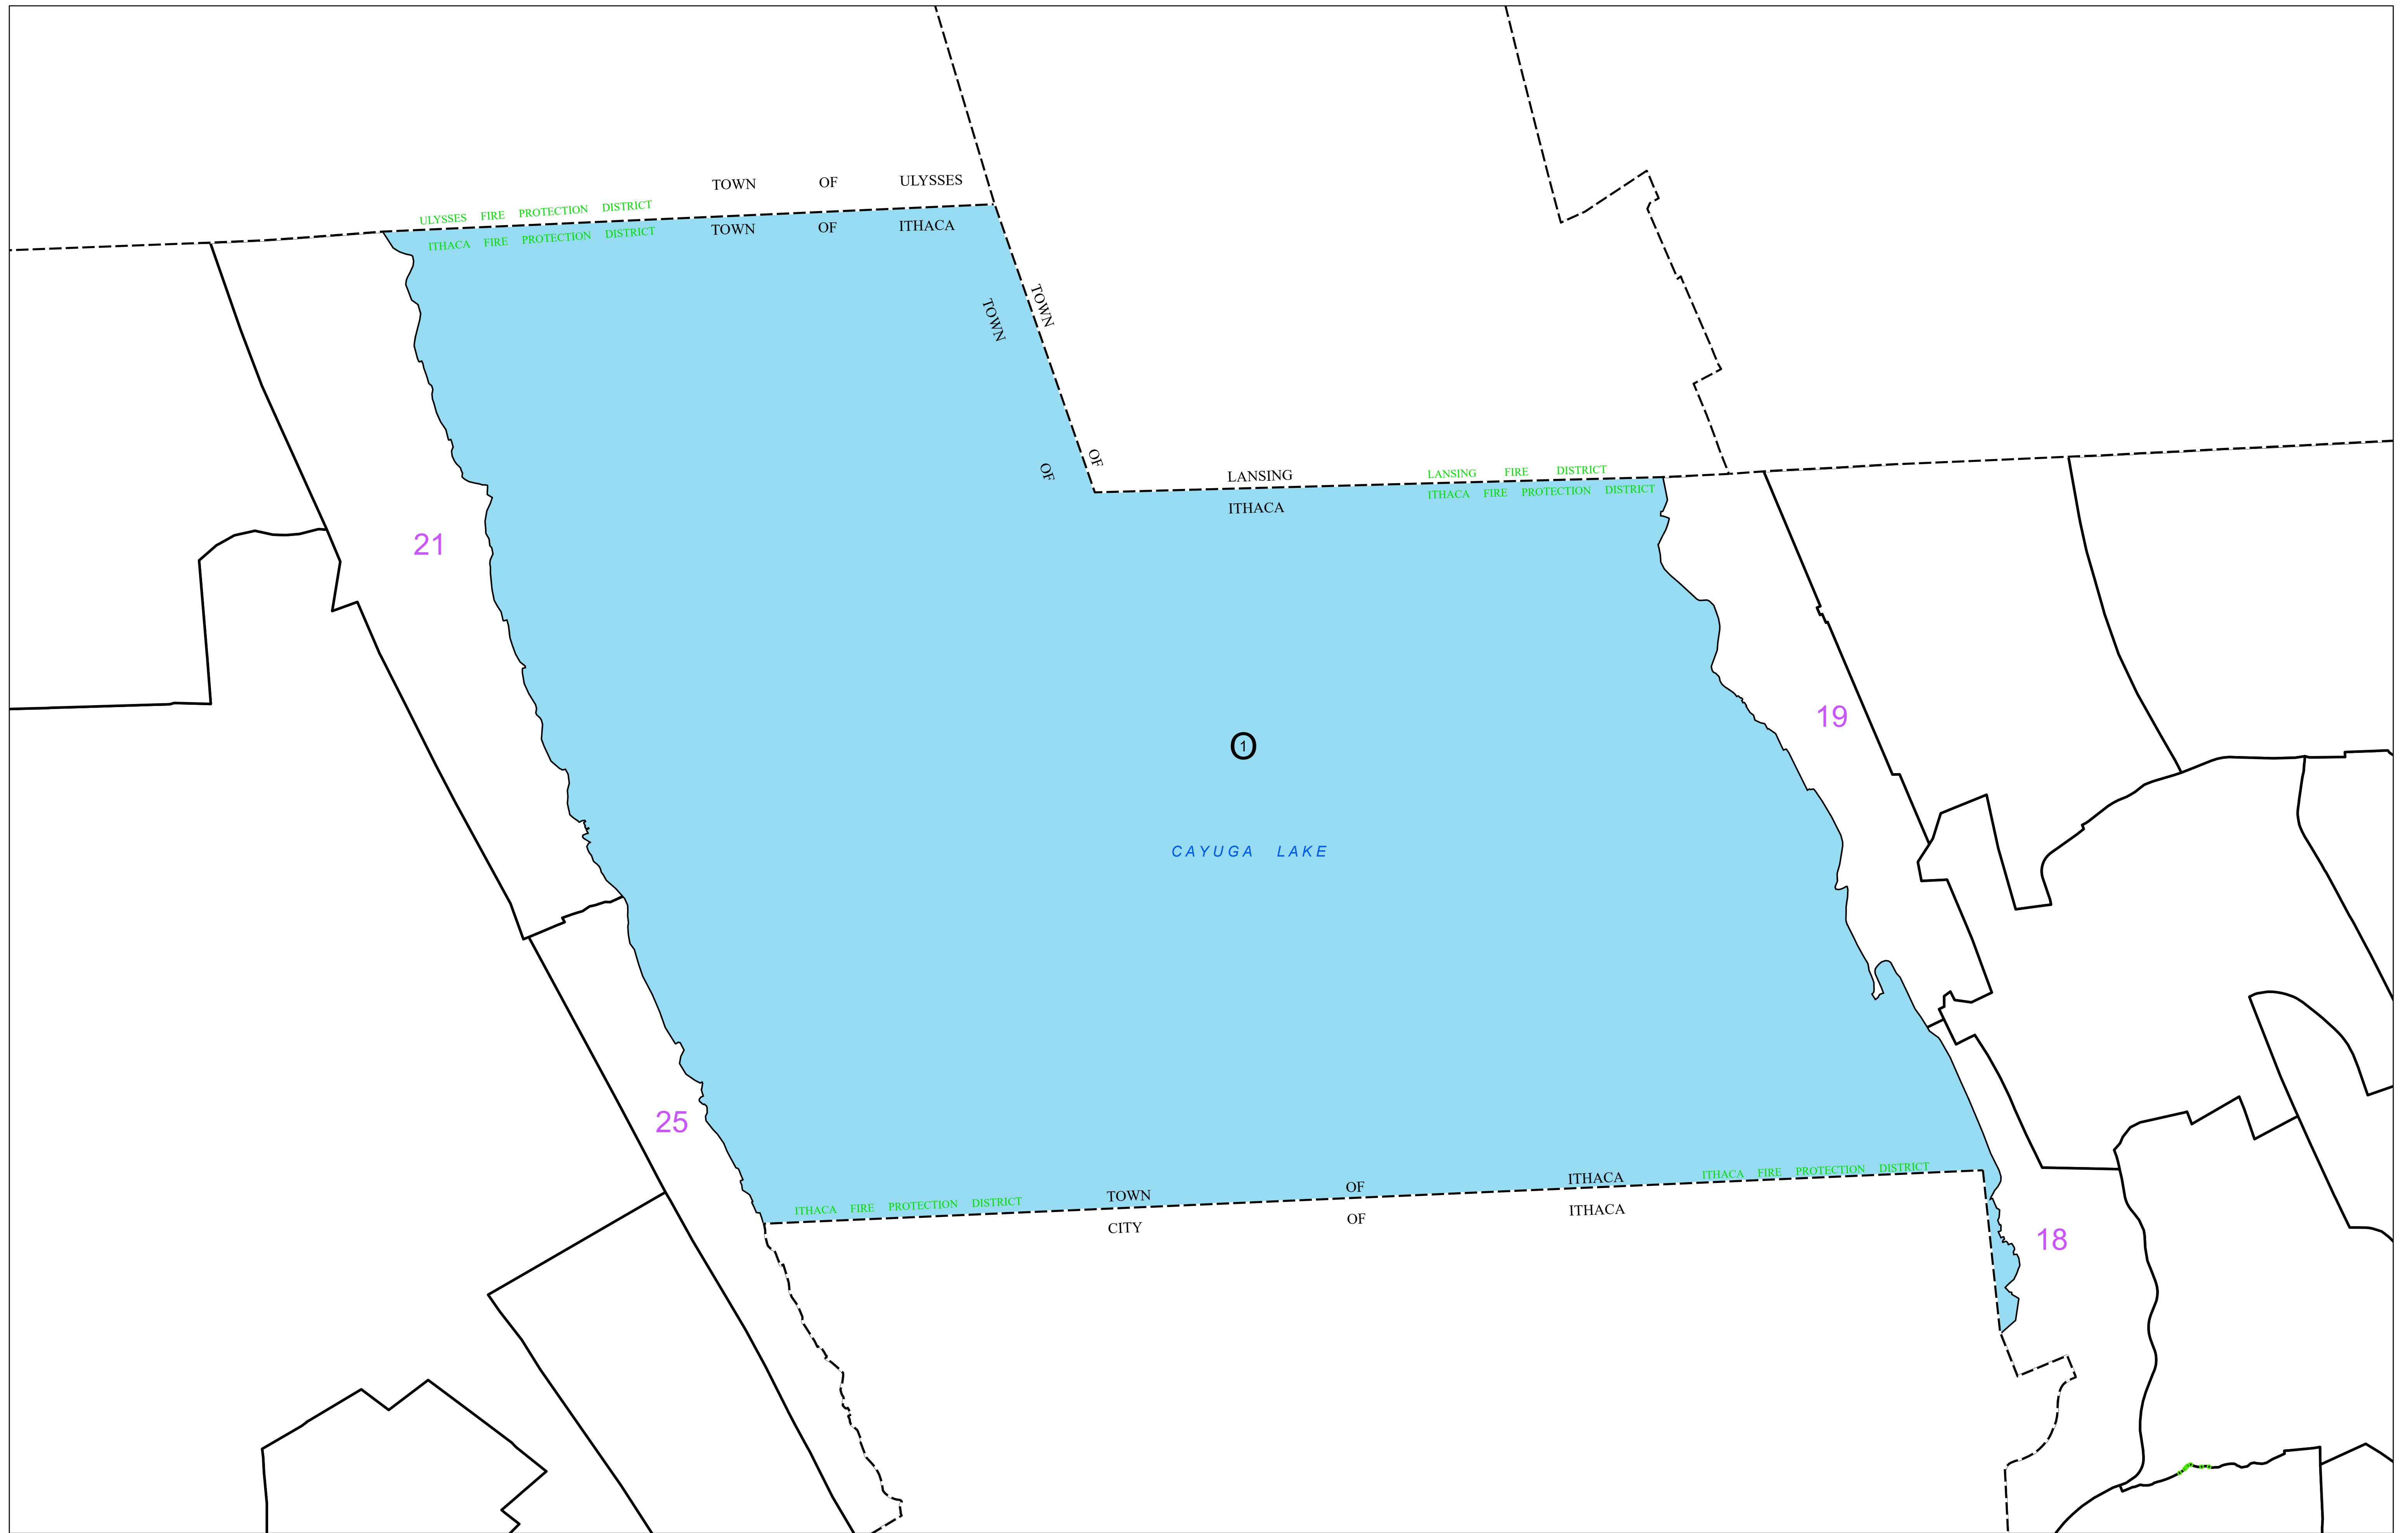 TOWN OF ULYSSES
ULYSSES FIRE PROTECTION DISTRICT
TOWN OF ITHACA
ITHACA FIRE PROTECTION DISTRICT
TOWN OF LANSING
TOWN OF ITHACA
LANSING FIRE DISTRICT
ITHACA FIRE PROTECTION DISTRICT
21
19
1
CAYUGA LAKE
25
ITHACA FIRE PROTECTION DISTRICT
TOWN OF ITHACA
ITHACA FIRE PROTECTION DISTRICT
CITY OF ITHACA
18